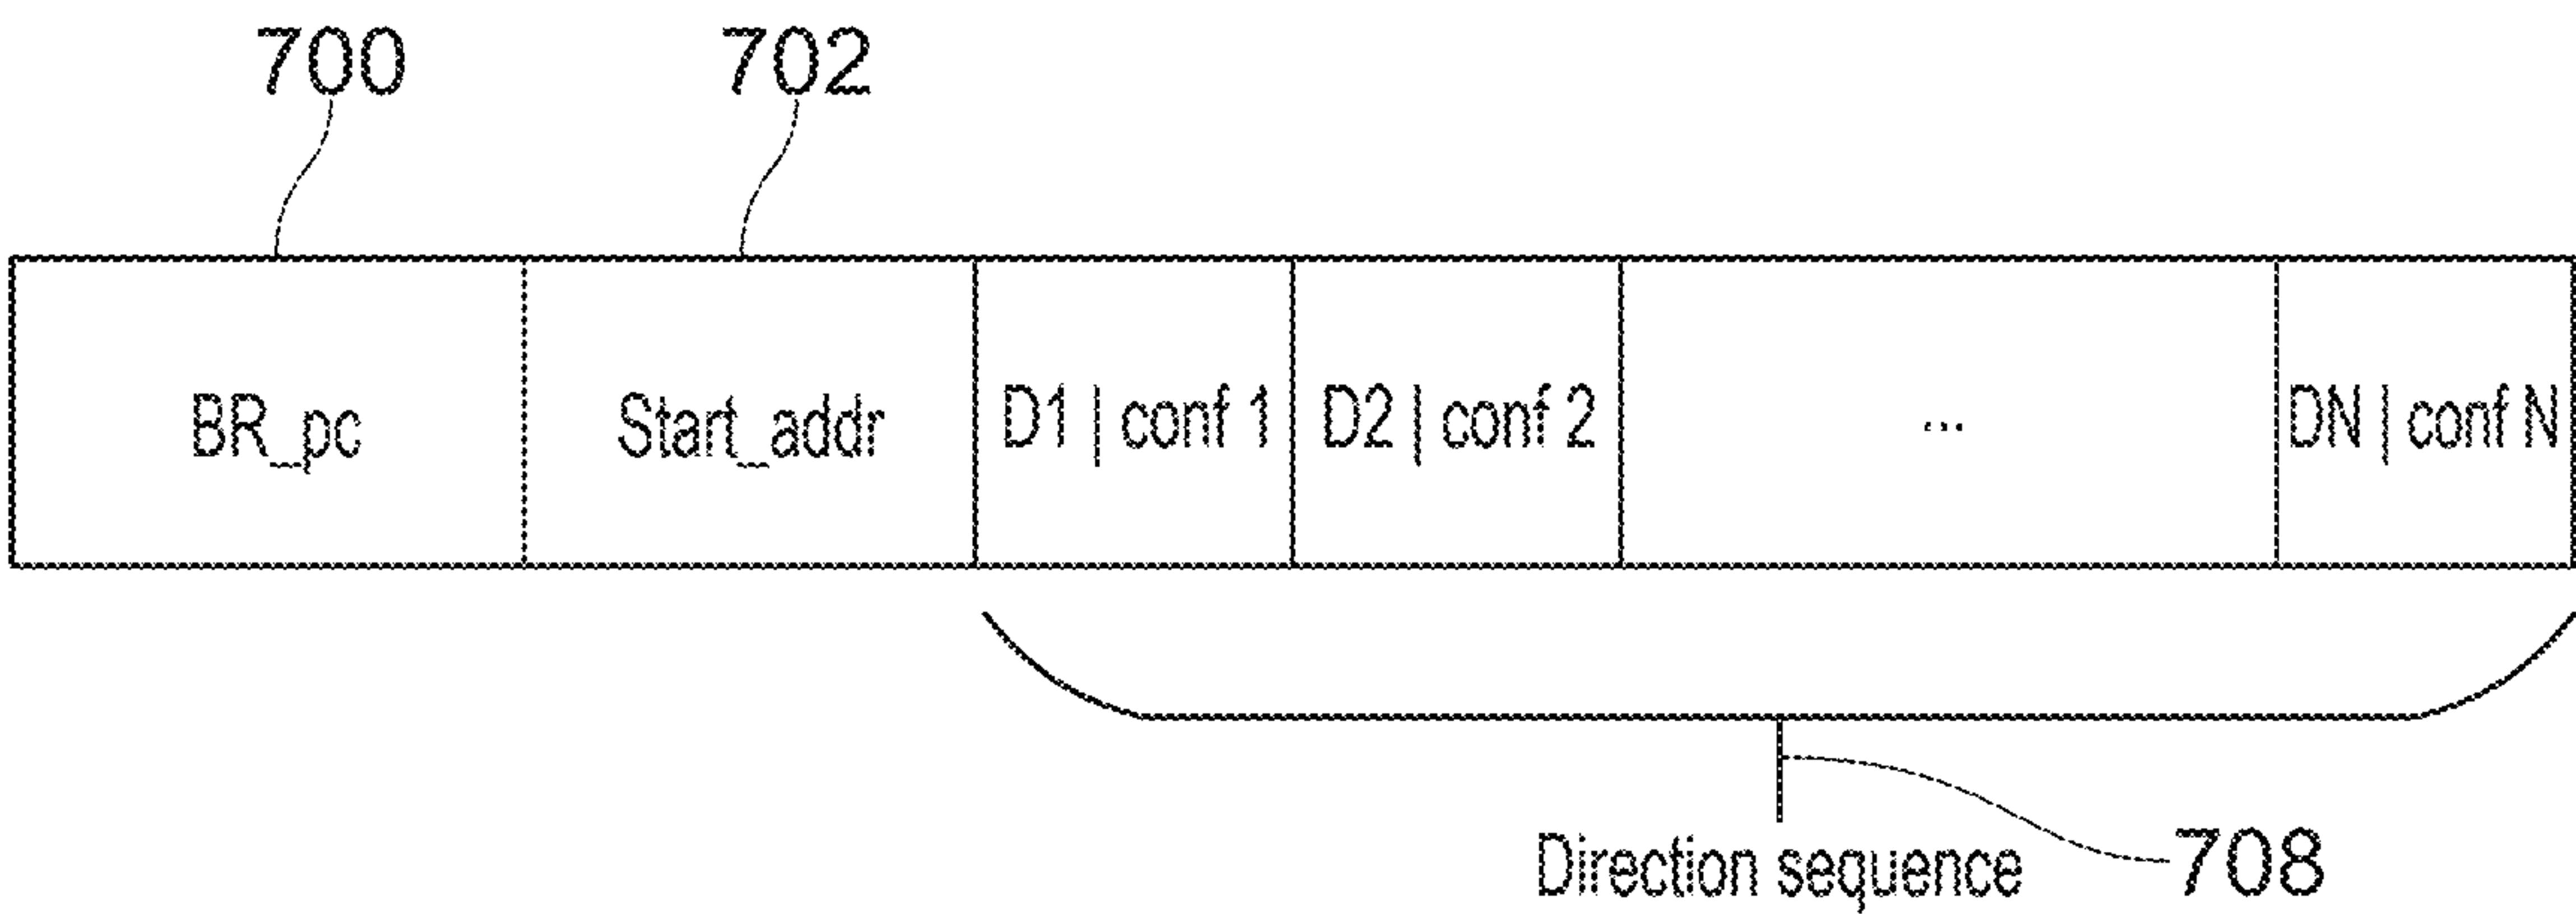 700 702
BR_pc Start_addr D1 | conf 1 D2 | conf 2 ... DN | conf N
Direction sequence 708